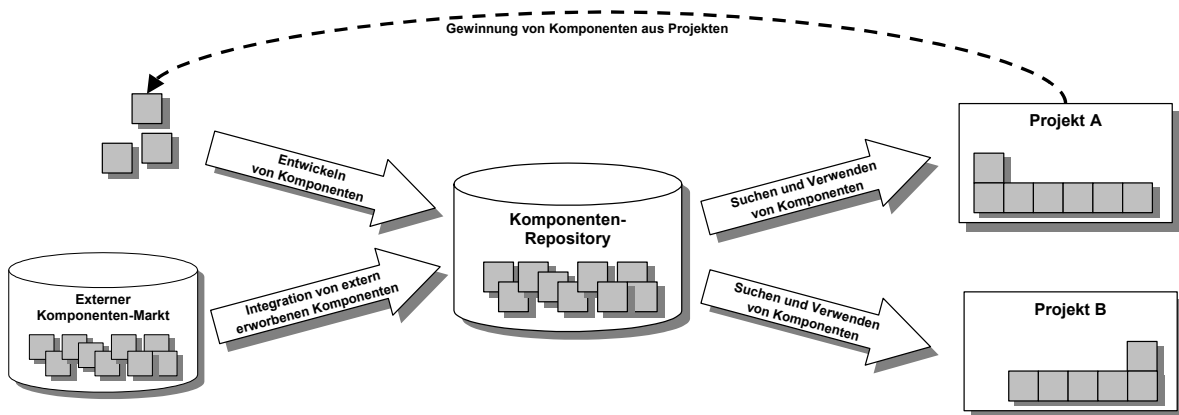 Gewinnung von Komponenten aus Projekten
Entwickeln
von Komponenten
Externer
Komponenten-Markt
Integration von extern
erworbenen Komponenten
Komponenten-
Repository
Suchen und Verwenden
von Komponenten
Suchen und Verwenden
von Komponenten
Projekt A
Projekt B